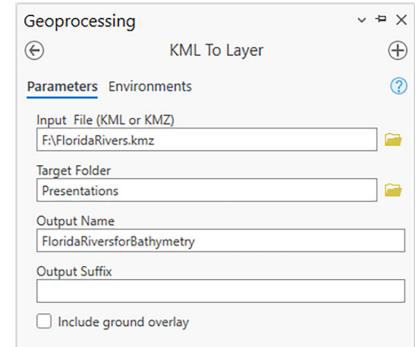 Geoprocessing
KML To Layer
Parameters Environments
Input File (KML or KMZ)
F:\FloridaRivers.kmz
Target Folder
Presentations
Output Name
FloridaRiversforBathymetry
Output Suffix
Include ground overlay